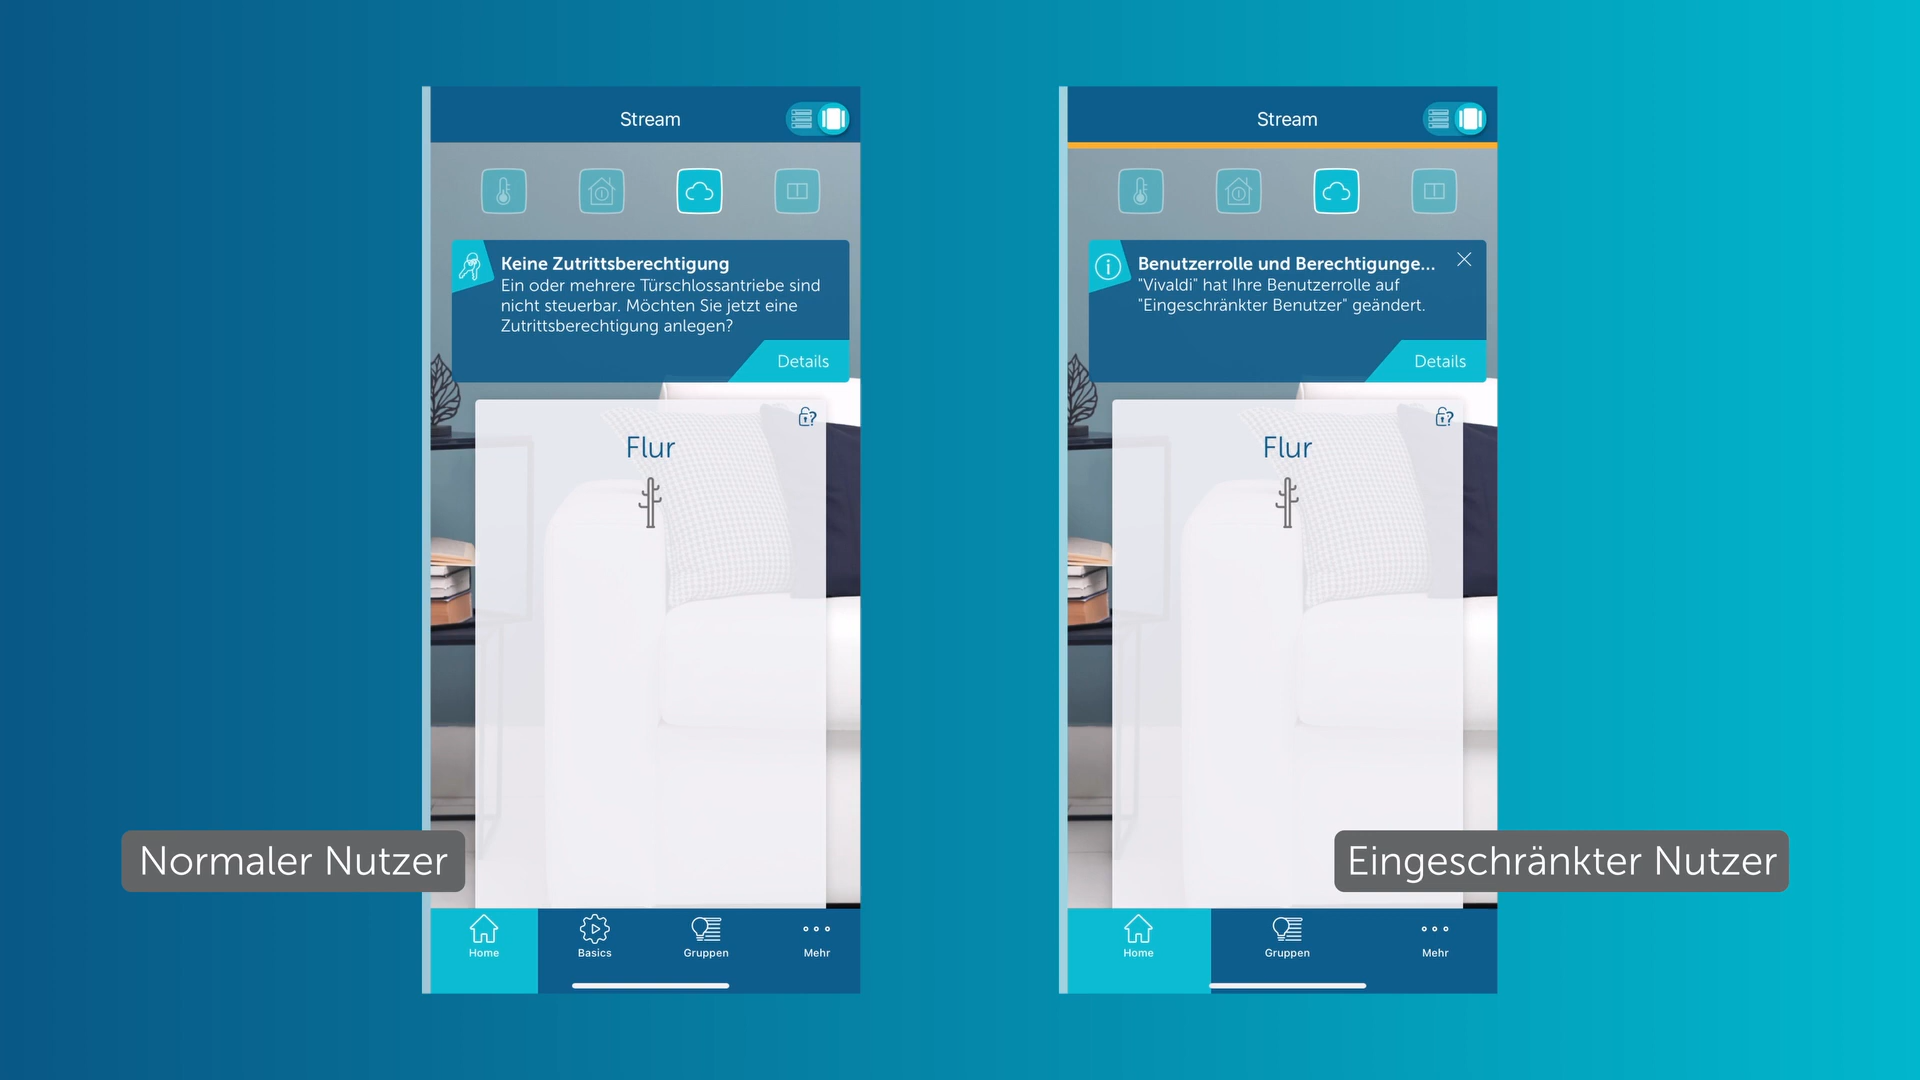 Stream
Keine Zutrittsberechtigung
Ein oder mehrere Türschlossantriebe sind
nicht steuerbar. Möchten Sie jetzt eine
Zutrittsberechtigung anlegen?
Details
Flur
Normaler Nutzer
Home
Basics
Gruppen
Mehr
Stream
Benutzerrolle und Berechtigunge...
"Vivaldi" hat Ihre Benutzerrolle auf
"Eingeschränkter Benutzer" geändert.
Details
Flur
Eingeschränkter Nutzer
Home
Gruppen
Mehr